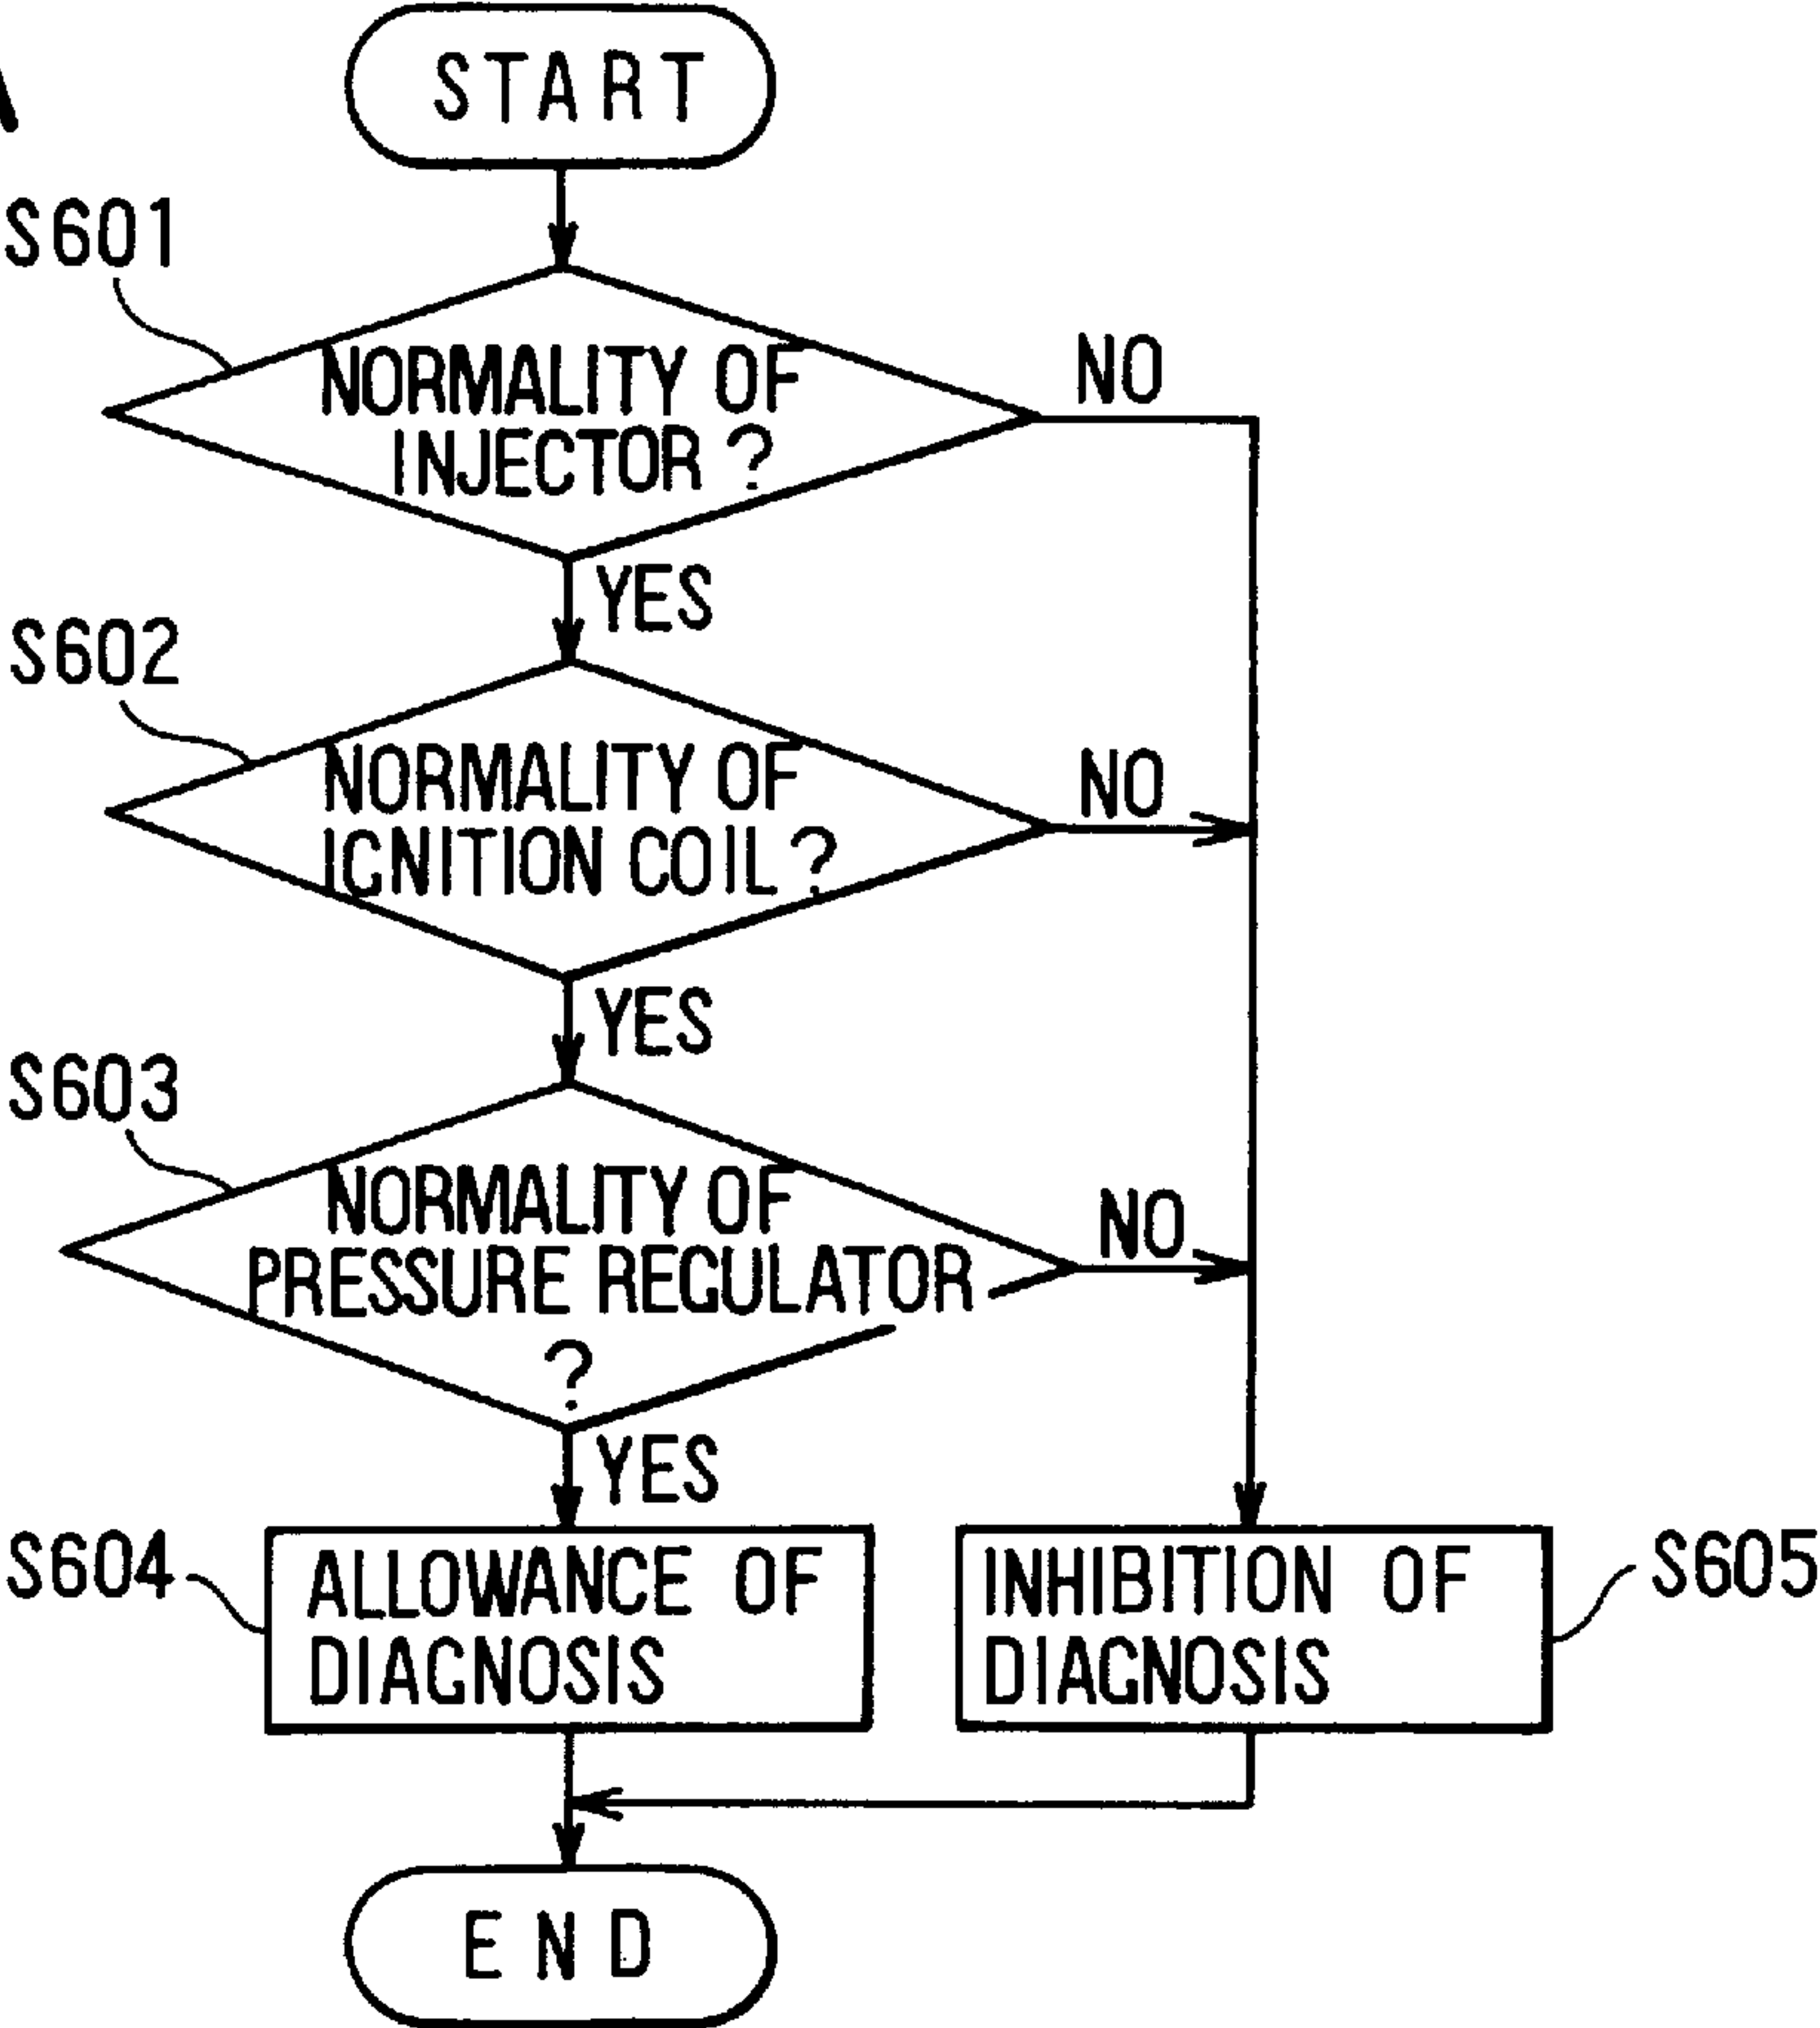 START
S601
NORMALITY OF
INJECTOR ?
NO
YES
S602
NORMALITY OF
IGNITION COIL ?
NO
YES
S603
NORMALITY OF
PRESSURE REGULATOR
?
NO
YES
S604
ALLOWANCE OF
DIAGNOSIS
INHIBITION OF
DIAGNOSIS
S605
END